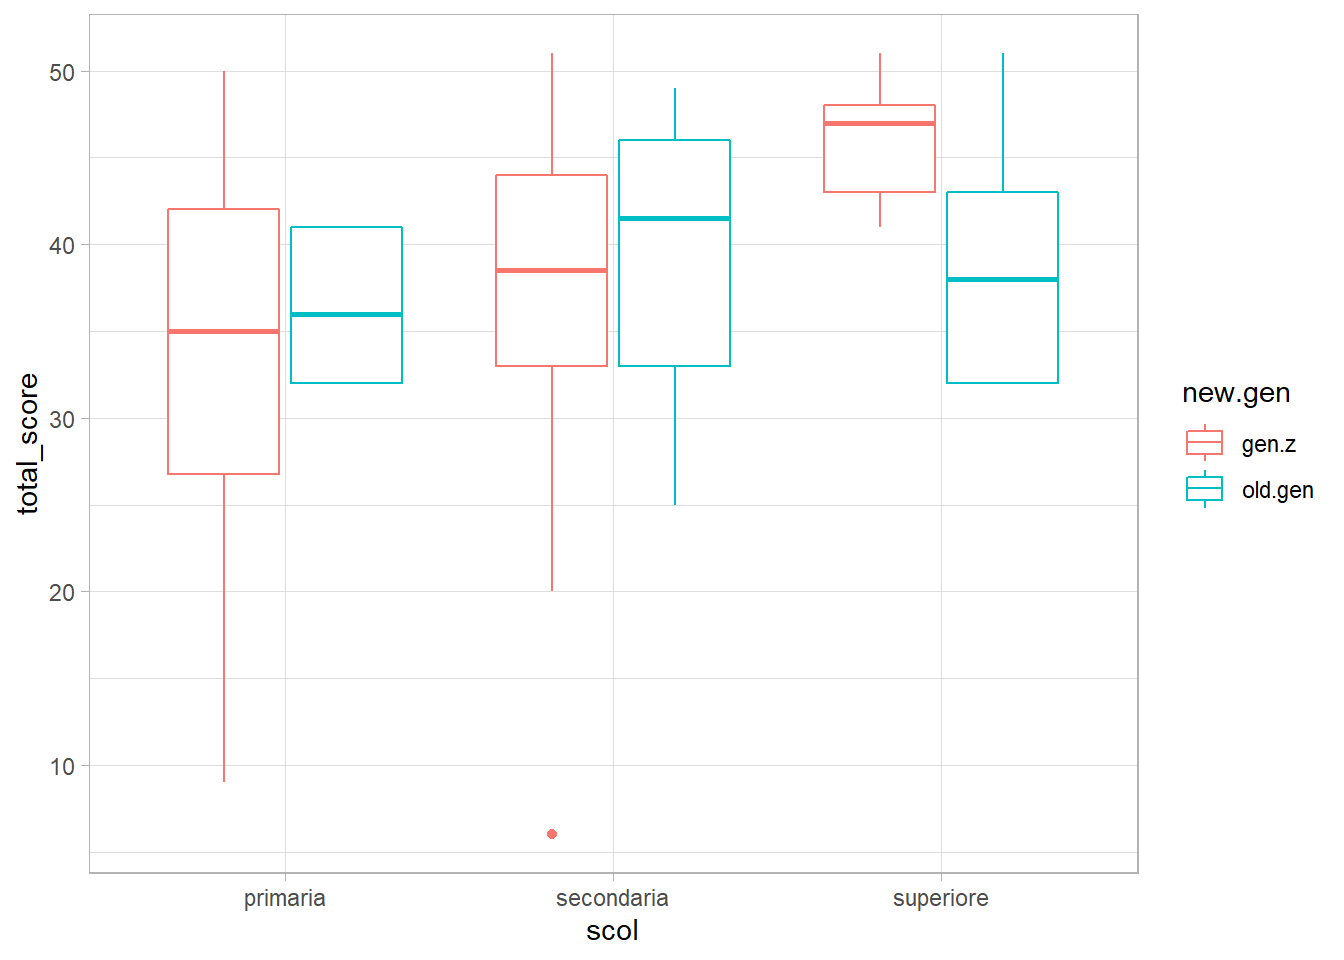 total_score
50
40
30
20
10
primaria
secondaria
superiore
scol
new.gen
gen.z
old.gen